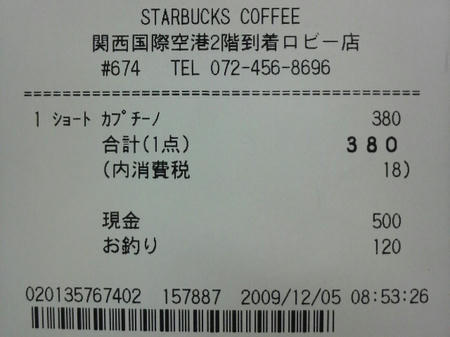 STARBUCKS COFFEE
関西国際空港2階到着ロビー店
#674 TEL 072-456-8696
1 ｼｮｰﾄ ｶﾌﾟﾁｰﾉ 380
合計(1点) 380
(内消費税 18)
現金 500
お釣り 120
020135767402 157887 2009/12/05 08:53:26